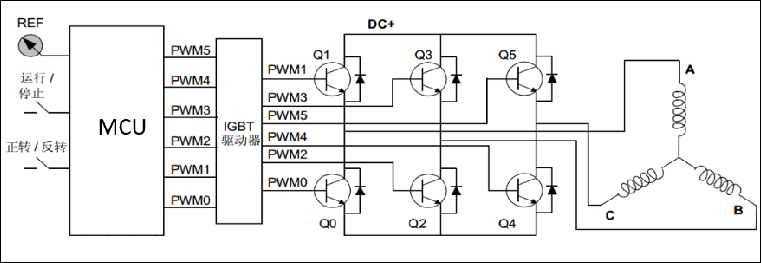 REF
运行 /
停止
正转 / 反转
MCU
PWM5
PWM4
PWM3
PWM2
PWM1
PWM0
IGBT
驱动器
PWM1
PWM3
PWM5
PWM4
PWM2
PWM0
DC+
Q1
Q3
Q5
Q0
Q2
Q4
A
C
B